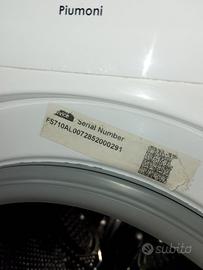 Piumoni
Serial Number
FS710AL0072852000291
subito